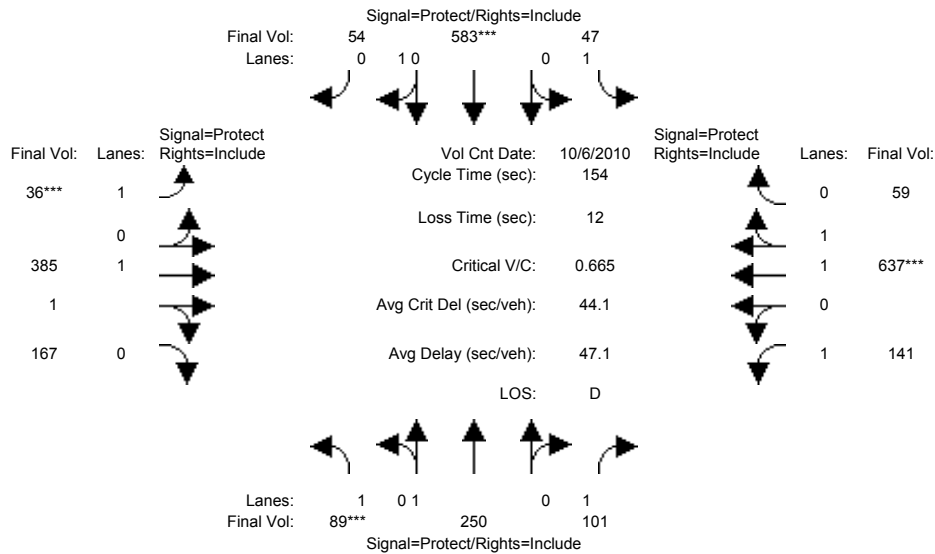 Signal=Protect/Rights=Include
Final Vol: 54 583*** 47
Lanes: 0 1 0 0 1
Signal=Protect Signal=Protect
Final Vol: Lanes: Rights=Include Vol Cnt Date: 10/6/2010 Rights=Include Lanes: Final Vol:
Cycle Time (sec): 154
36*** 1 0 59
Loss Time (sec): 12
0 1
385 1 Critical V/C: 0.665 1 637***
1 0 Avg Crit Del (sec/veh): 44.1 0
167 0 Avg Delay (sec/veh): 47.1 1 141
LOS: D
Lanes: 1 0 1 0 1
Final Vol: 89*** 250 101
Signal=Protect/Rights=Include